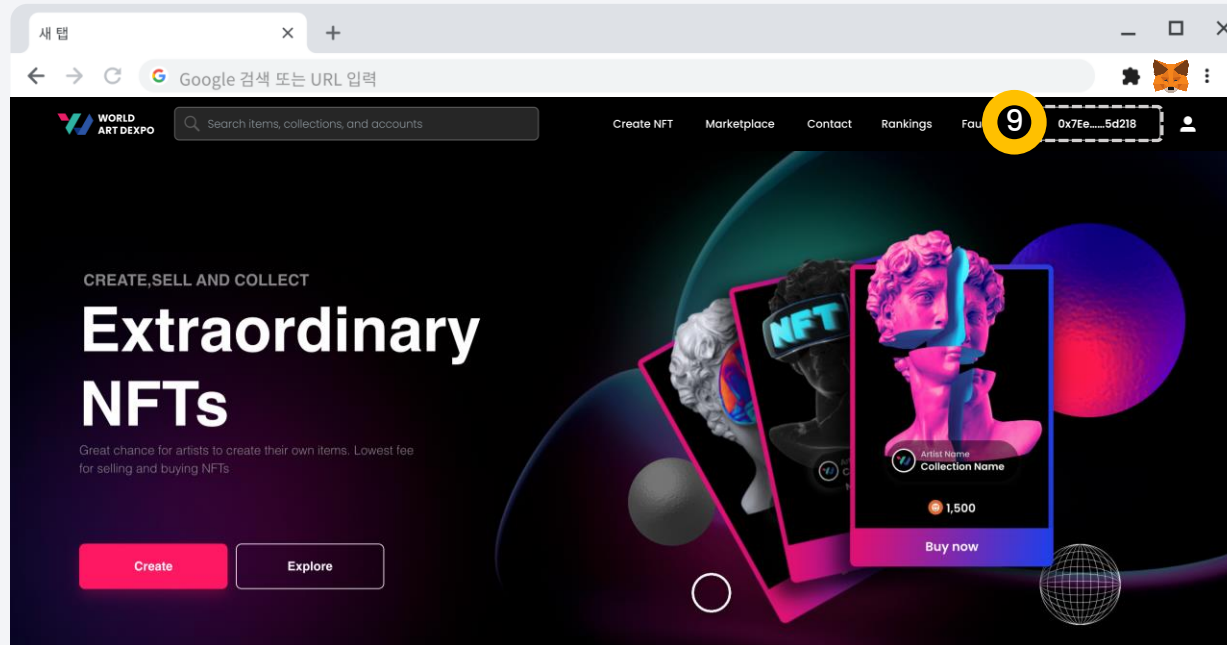 새 탭
Google 검색 또는 URL 입력
WORLD
ART DEXPO
Search items, collections, and accounts
Create NFT
Marketplace
Contact
Rankings
Fau
9
0x7Ee......5d218
CREATE,SELL AND COLLECT
Extraordinary
NFTs
Great chance for artists to create their own items. Lowest fee
for selling and buying NFTs
Create
Explore
NFT
Artist Name
Collection Name
1,500
Buy now